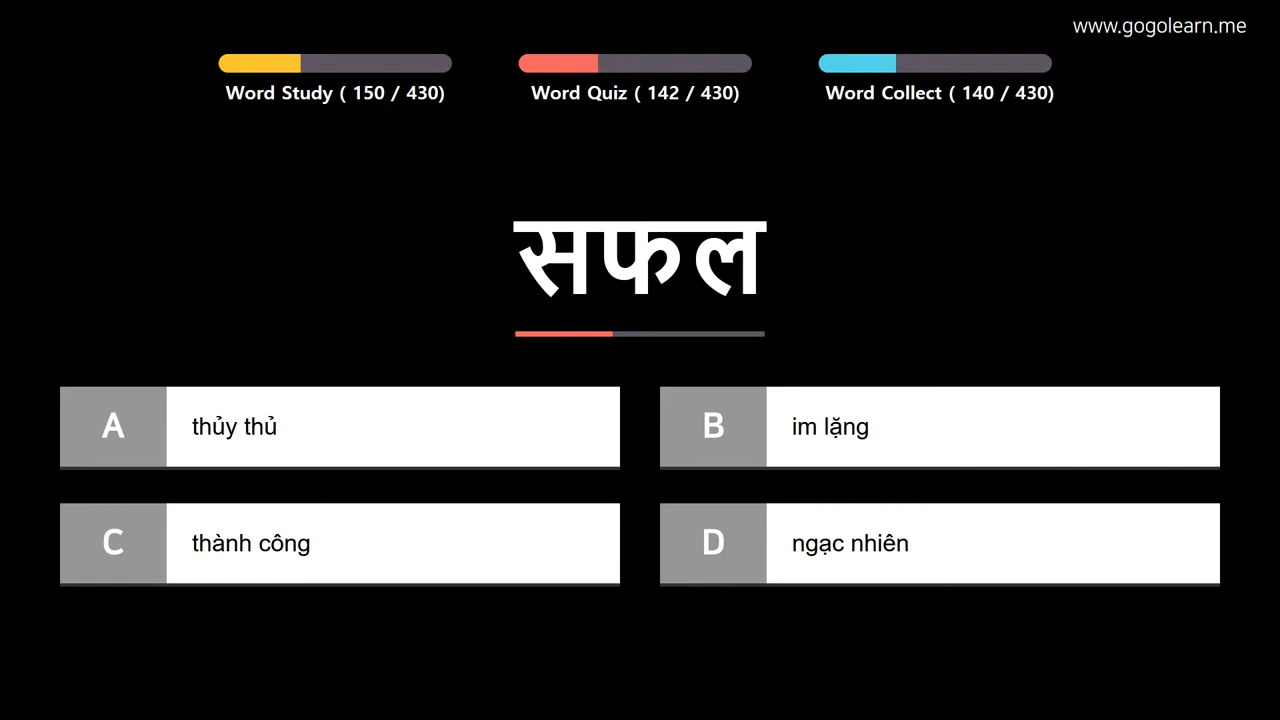 www.gogolearn.me
Word Study ( 150 / 430)
Word Quiz ( 142 / 430)
Word Collect ( 140 / 430)
सफल
A thủy thủ
B im lặng
C thành công
D ngạc nhiên